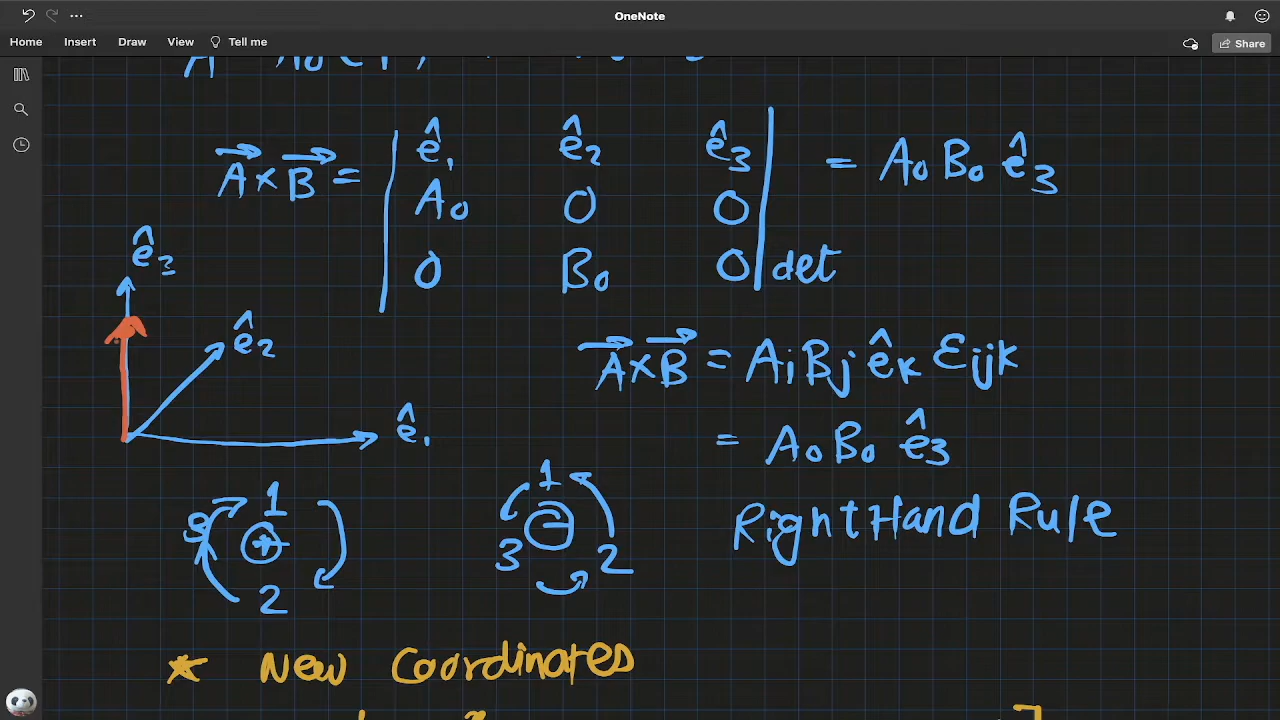 OneNote
Home Insert Draw View Tell me Share
A⃗×B⃗ = | ê₁ ê₂ ê₃ | = A₀ B₀ ê₃
A₀ 0 0
0 B₀ 0 det
ê₃
ê₂
ê₁
A⃗×B⃗ = Aᵢ Bⱼ êₖ εᵢⱼₖ
= A₀ B₀ ê₃
Right Hand Rule
1
3 +
2
1
−
3 2
★ New Coordinates